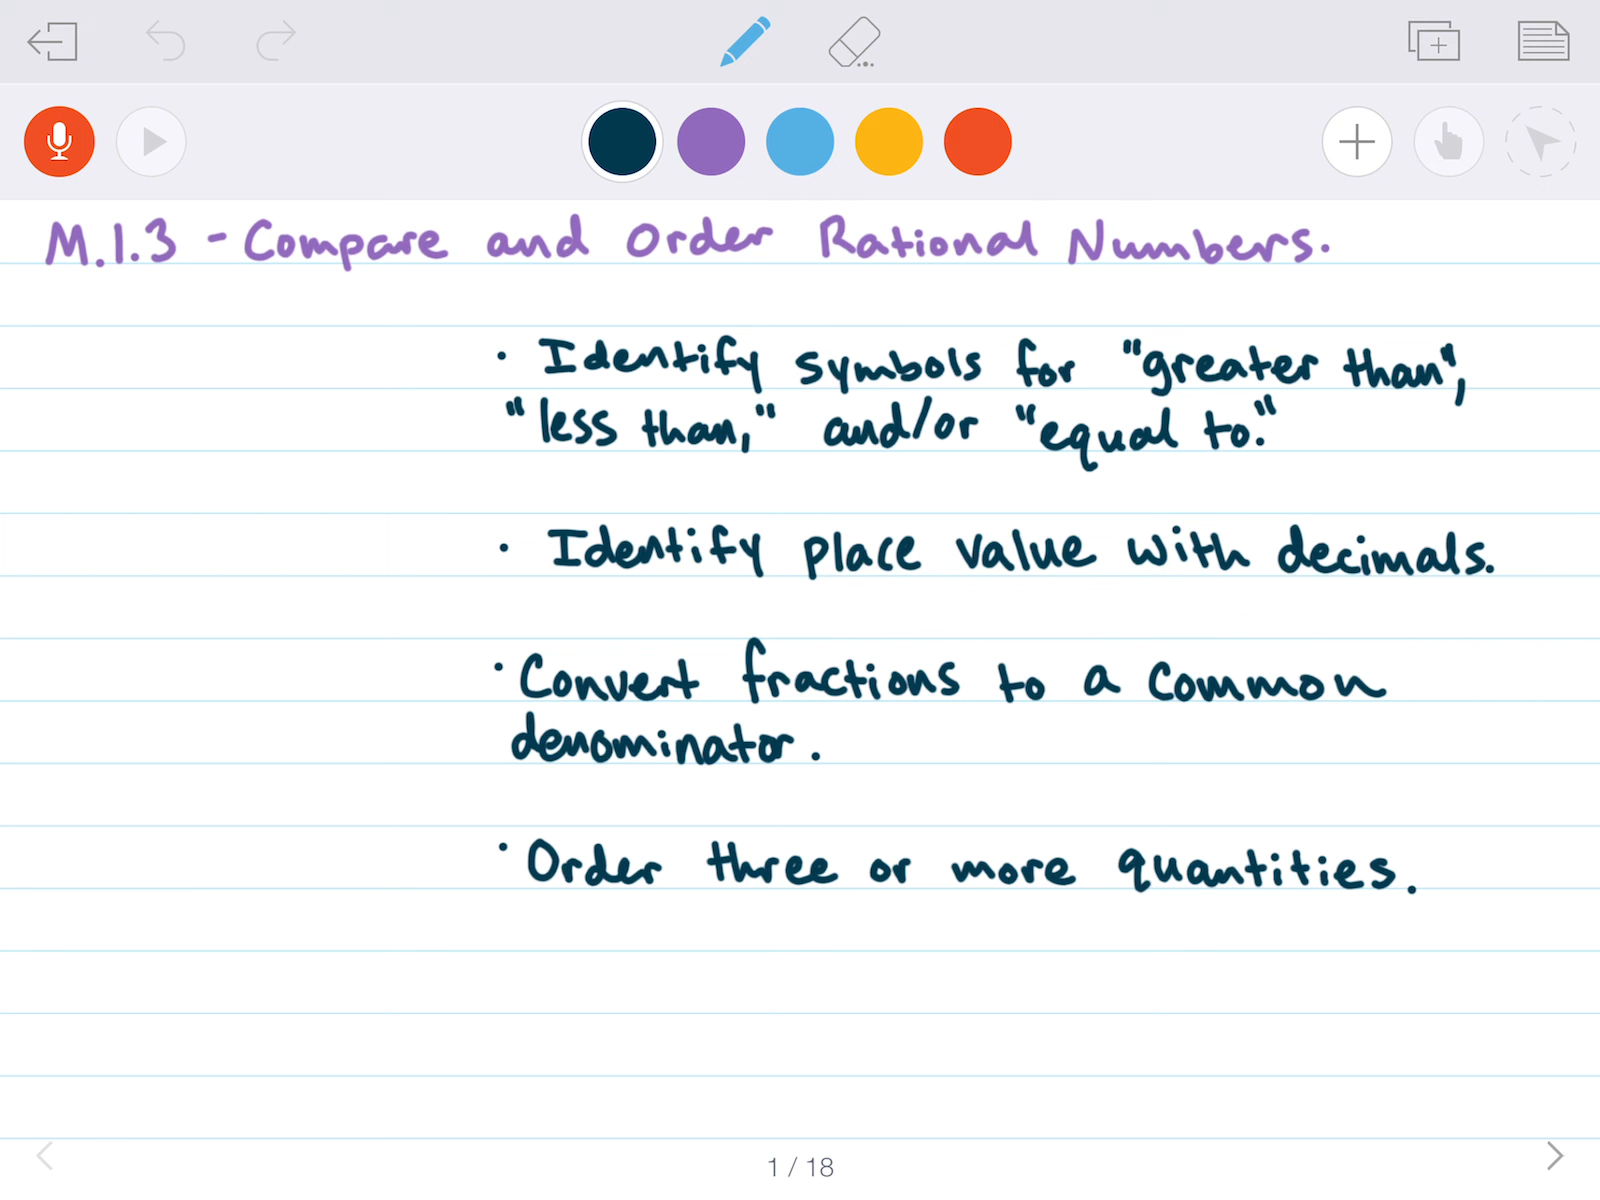 M.1.3 - Compare and Order Rational Numbers.
· Identify symbols for "greater than",
"less than," and/or "equal to."
· Identify place value with decimals.
· Convert fractions to a common
denominator.
· Order three or more quantities.
1 / 18